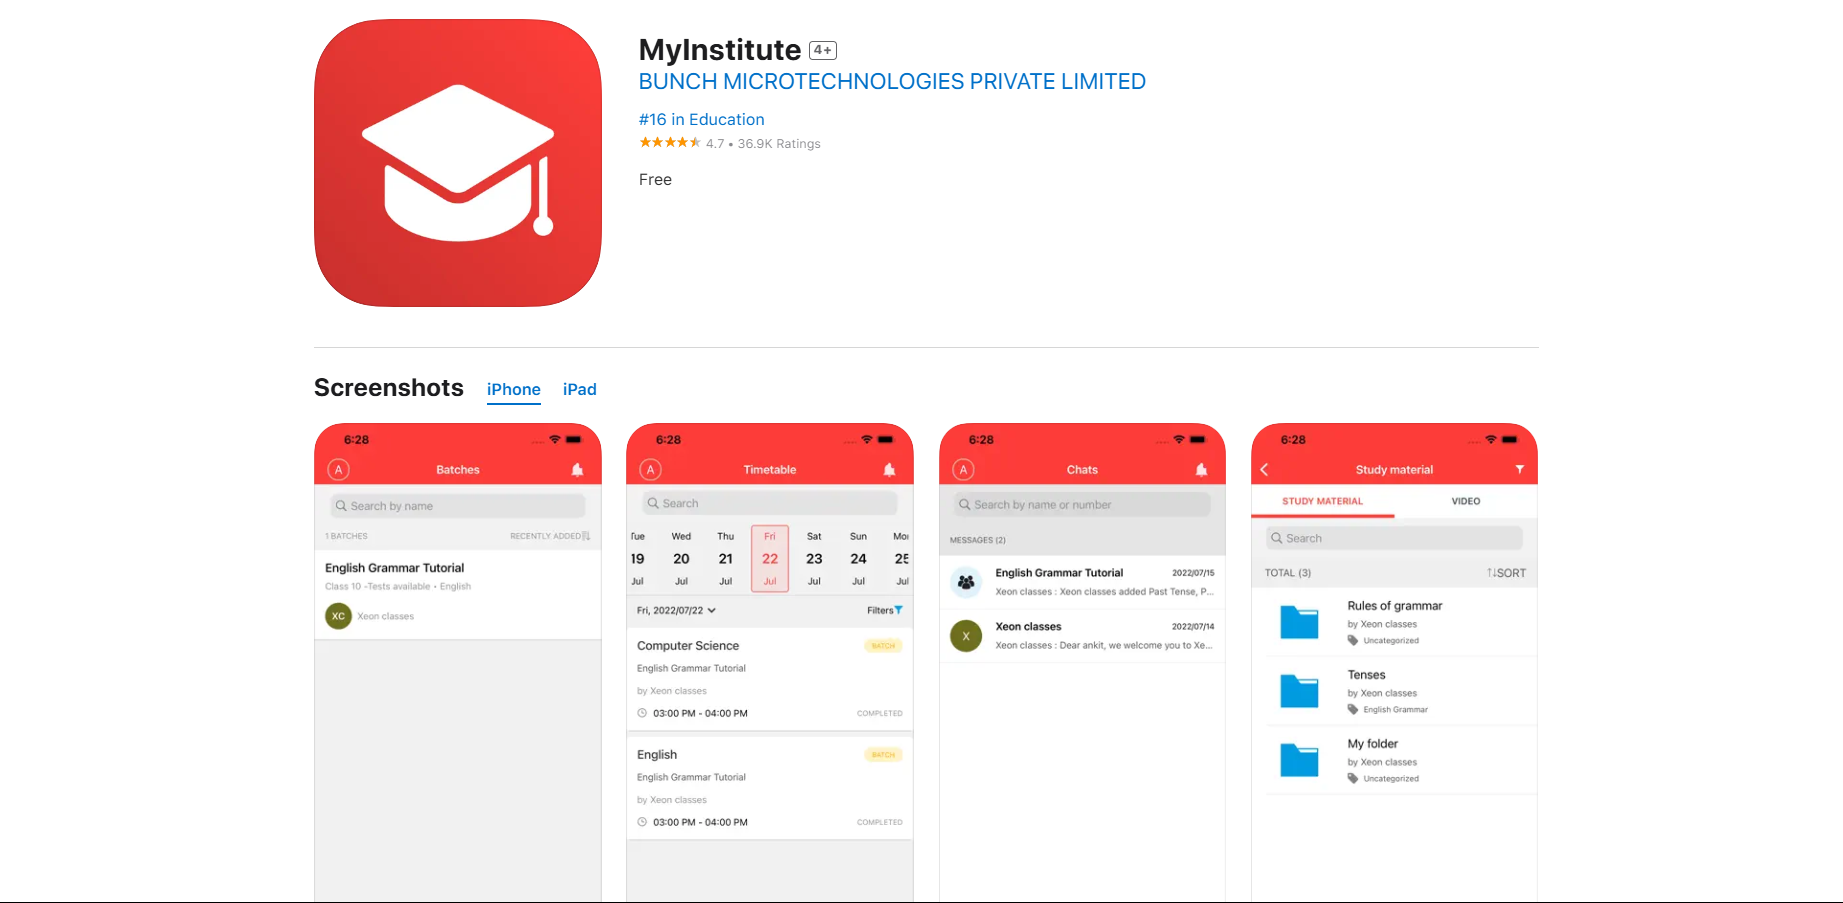 MyInstitute 4+
BUNCH MICROTECHNOLOGIES PRIVATE LIMITED
#16 in Education
4.7 • 36.9K Ratings
Free
Screenshots iPhone iPad
6:28
A Batches
Search by name
1 BATCHES RECENTLY ADDED
English Grammar Tutorial
Class 10 -Tests available • English
XC Xeon classes
6:28
A Timetable
Search
Tue Wed Thu Fri Sat Sun Mon
19 20 21 22 23 24 25
Jul Jul Jul Jul Jul Jul Jul
Fri, 2022/07/22 Filters
Computer Science BATCH
English Grammar Tutorial
by Xeon classes
03:00 PM - 04:00 PM COMPLETED
English BATCH
English Grammar Tutorial
by Xeon classes
03:00 PM - 04:00 PM COMPLETED
6:28
A Chats
Search by name or number
MESSAGES (2)
English Grammar Tutorial 2022/07/15
Xeon classes : Xeon classes added Past Tense, P...
X Xeon classes 2022/07/14
Xeon classes : Dear ankit, we welcome you to Xe...
6:28
Study material
STUDY MATERIAL VIDEO
Search
TOTAL (3) ↑↓SORT
Rules of grammar
by Xeon classes
Uncategorized
Tenses
by Xeon classes
English Grammar
My folder
by Xeon classes
Uncategorized